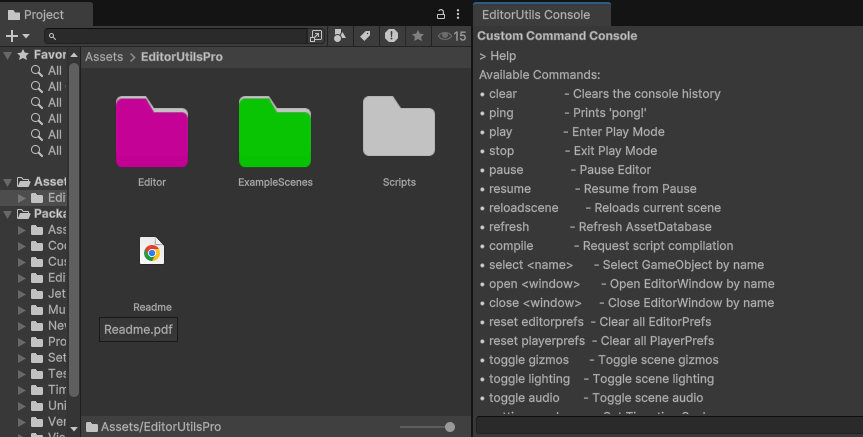 Project
15
Favor
All
All
All
All
All
All
Asset
Edi
Packa
Ass
Coc
Cus
Edi
Jet
Mu
Nev
Pro
Set
Tes
Tim
Uni
Ver
Assets > EditorUtilsPro
Editor
ExampleScenes
Scripts
Readme
Readme.pdf
Assets/EditorUtilsPro
EditorUtils Console
Custom Command Console
> Help
Available Commands:
• clear - Clears the console history
• ping - Prints 'pong!'
• play - Enter Play Mode
• stop - Exit Play Mode
• pause - Pause Editor
• resume - Resume from Pause
• reloadscene - Reloads current scene
• refresh - Refresh AssetDatabase
• compile - Request script compilation
• select <name> - Select GameObject by name
• open <window> - Open EditorWindow by name
• close <window> - Close EditorWindow by name
• reset editorprefs - Clear all EditorPrefs
• reset playerprefs - Clear all PlayerPrefs
• toggle gizmos - Toggle scene gizmos
• toggle lighting - Toggle scene lighting
• toggle audio - Toggle scene audio